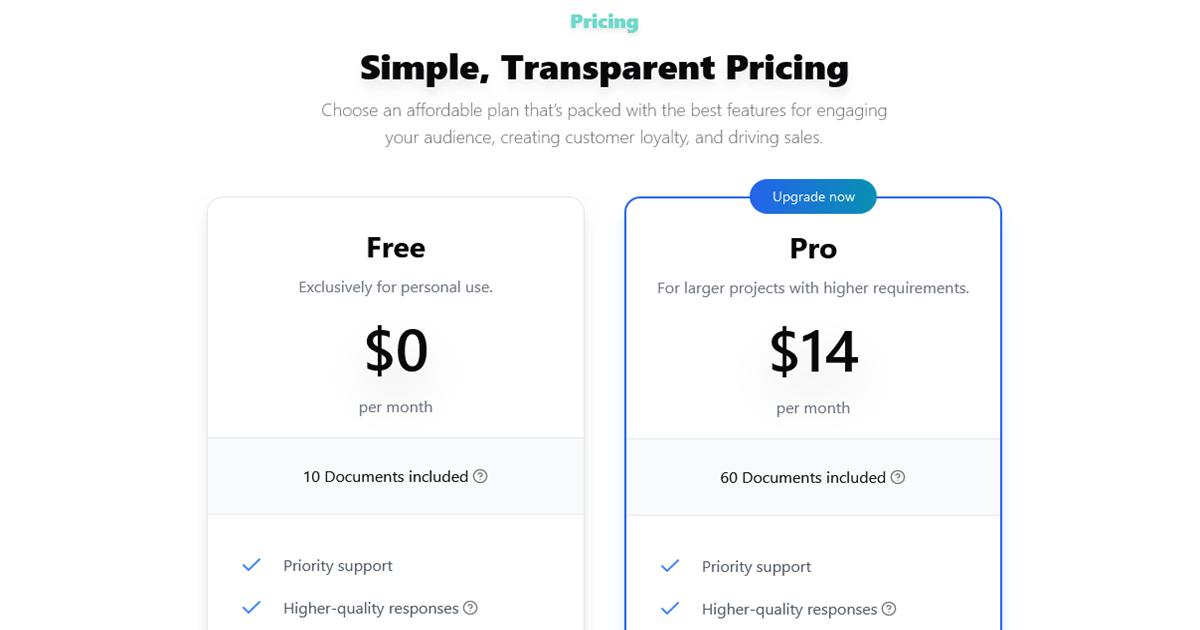 Pricing
Simple, Transparent Pricing
Choose an affordable plan that's packed with the best features for engaging
your audience, creating customer loyalty, and driving sales.
Free
Exclusively for personal use.
$0
per month
10 Documents included
Priority support
Higher-quality responses
Upgrade now
Pro
For larger projects with higher requirements.
$14
per month
60 Documents included
Priority support
Higher-quality responses